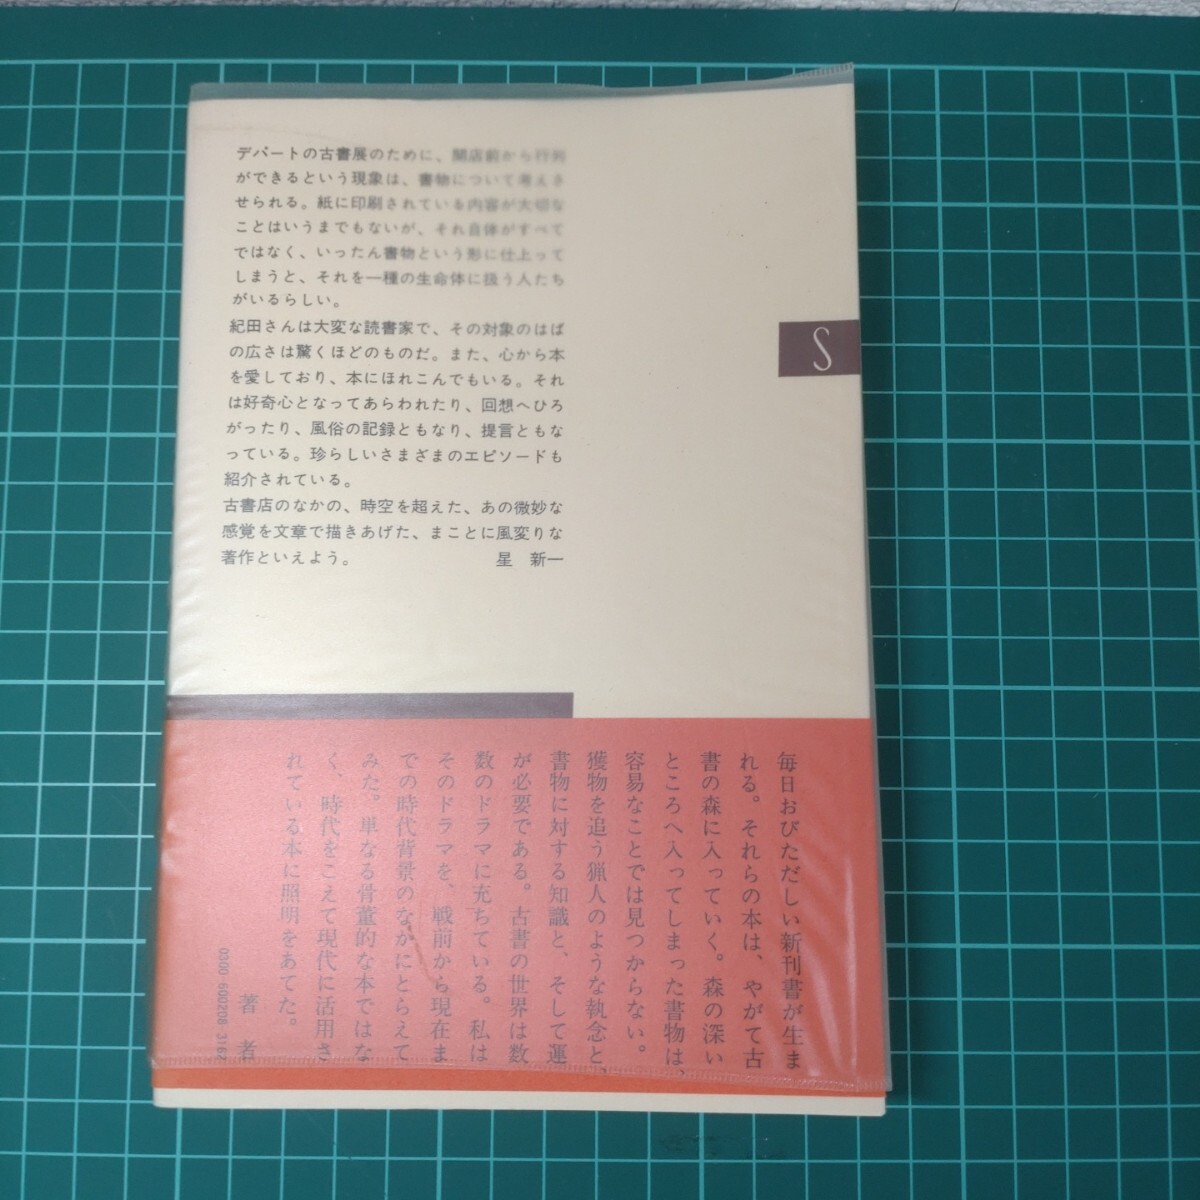 デパートの古書展のために、開店前から行列
ができるという現象は、書物について考えさ
せられる。紙に印刷されている内容が大切な
ことはいうまでもないが、それ自体がすべて
ではなく、いったん書物という形に仕上って
しまうと、それを一種の生命体に扱う人たち
がいるらしい。
紀田さんは大変な読書家で、その対象のはば
の広さは驚くほどのものだ。また、心から本
を愛しており、本にほれこんでもいる。それ
は好奇心となってあらわれたり、回想へひろ
がったり、風俗の記録ともなり、提言ともな
っている。珍らしいさまざまのエピソードも
紹介されている。
古書店のなかの、時空を超えた、あの微妙な
感覚を文章で描きあげた、まことに風変りな
著作といえよう。
星 新一
S
毎日おびただしい新刊書が生ま
れる。それらの本は、やがて古
書の森に入っていく。森の深い
ところへ入ってしまった書物は、
容易なことでは見つからない。
獲物を追う猟人のような執念と、
書物に対する知識と、そして運
が必要である。古書の世界は数
数のドラマに充ちている。私は
そのドラマを、戦前から現在ま
での時代背景のなかにとらえて
みた。単なる骨董的な本ではな
く、時代をこえて現代に活用さ
れている本に照明をあてた。
著 者
0300-600208-3162